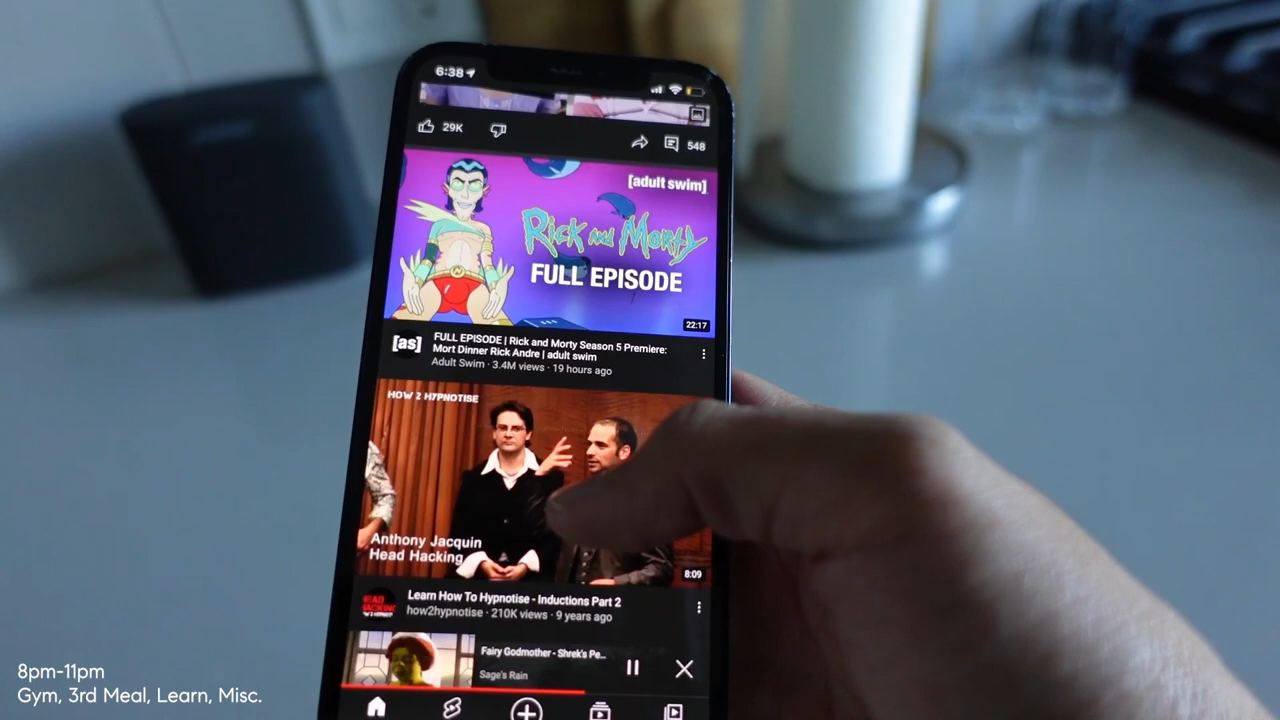 6:38
29K
548
[adult swim]
Rick and Morty
FULL EPISODE
22:17
[as]
FULL EPISODE | Rick and Morty Season 5 Premiere:
Mort Dinner Rick Andre | adult swim
Adult Swim · 3.4M views · 19 hours ago
HOW 2 HYPNOTISE
Anthony Jacquin
Head Hacking
8:09
HEAD
HACKING
Learn How To Hypnotise - Inductions Part 2
how2hypnotise · 210K views · 9 years ago
Fairy Godmother - Shrek's Pe...
Sage's Rain
8pm-11pm
Gym, 3rd Meal, Learn, Misc.